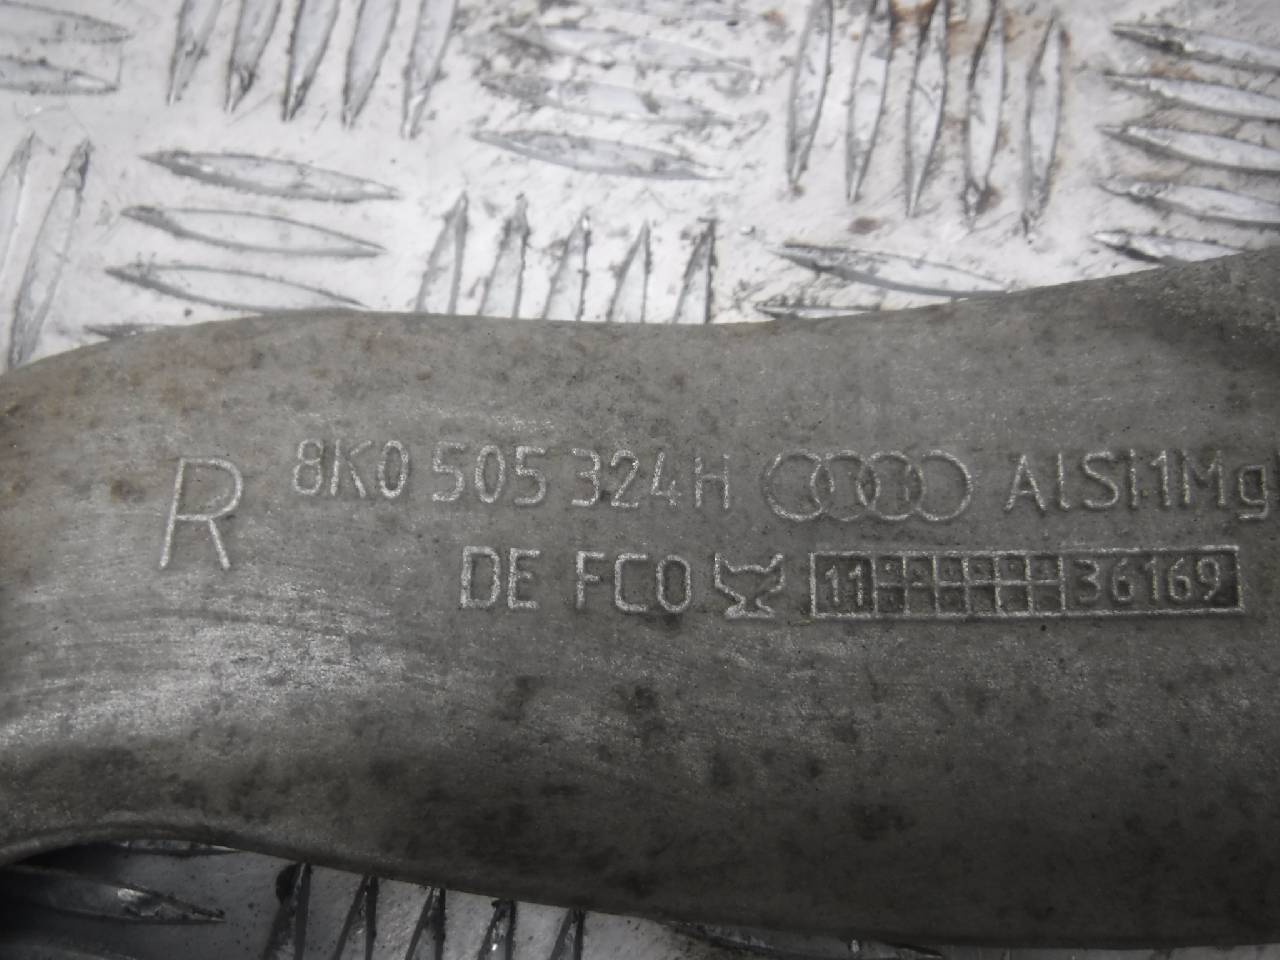 R 8K0 505 324H AlSi1Mg
DE FCO 11 36169